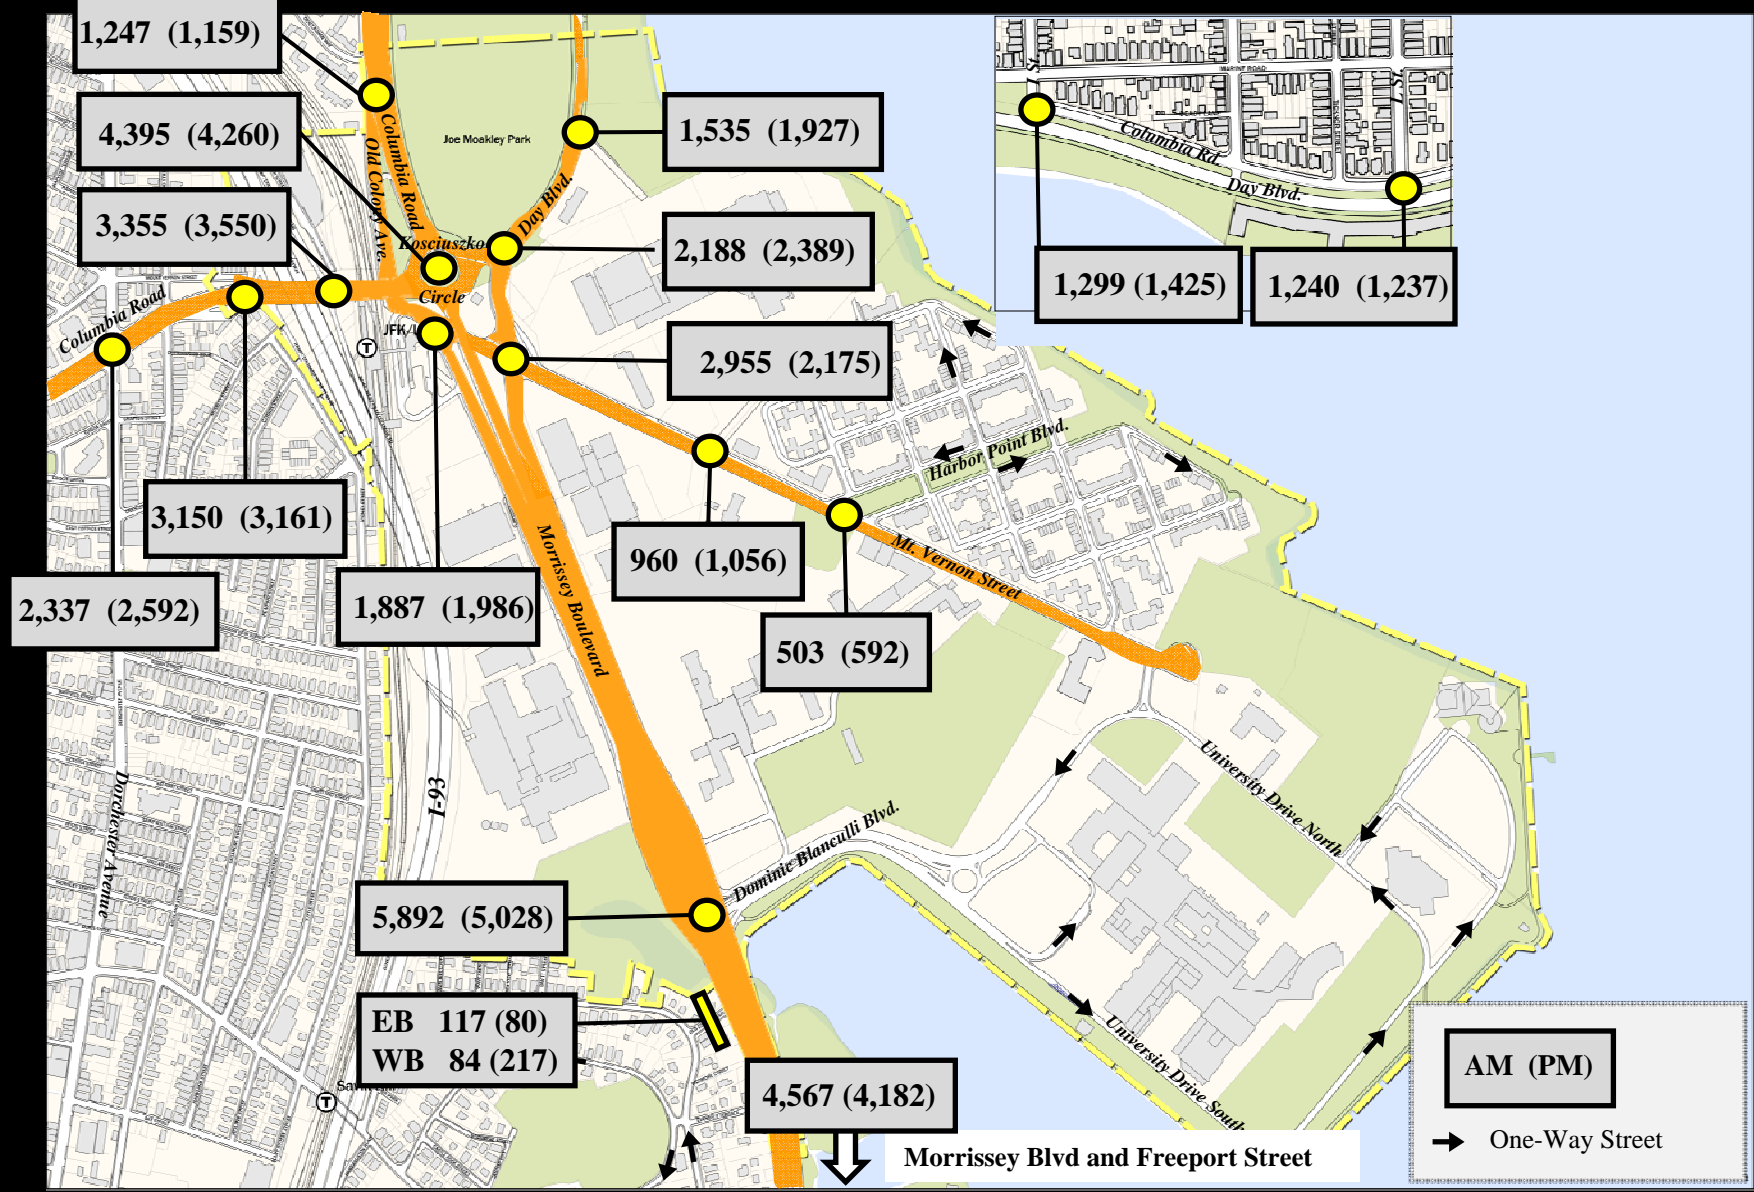 1,247 (1,159)
4,395 (4,260)
3,355 (3,550)
1,535 (1,927)
2,188 (2,389)
2,955 (2,175)
1,299 (1,425)
1,240 (1,237)
3,150 (3,161)
2,337 (2,592)
1,887 (1,986)
960 (1,056)
503 (592)
5,892 (5,028)
EB 117 (80)
WB 84 (217)
4,567 (4,182)
Morrissey Blvd and Freeport Street
AM (PM)
One-Way Street
Joe Moakley Park
Columbia Road
Old Colony Ave.
Day Blvd.
Kosciuszko
Circle
Columbia Road
T
Columbia Rd.
Day Blvd.
Harbor Point Blvd.
Mt. Vernon Street
Morrissey Boulevard
I-93
Dorchester Avenue
Dominic Blanculli Blvd.
University Drive North
University Drive South
T